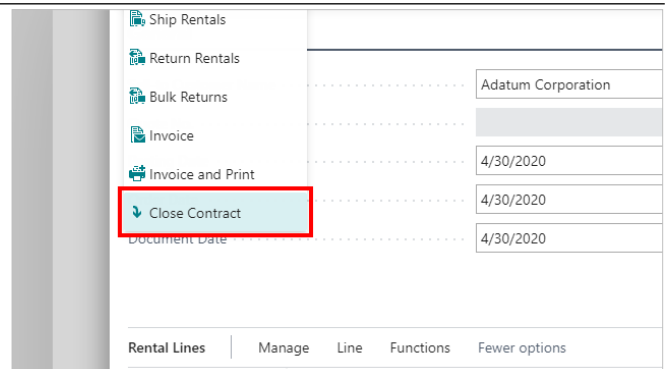 Ship Rentals
Return Rentals
Adatum Corporation
Bulk Returns
Invoice
4/30/2020
Invoice and Print
4/30/2020
Close Contract
Document Date
4/30/2020
Rental Lines Manage Line Functions Fewer options